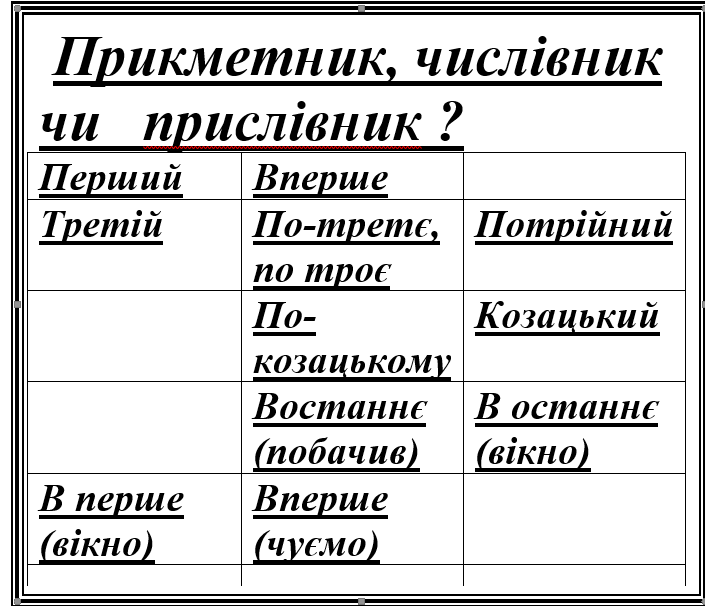 Прикметник, числівник
чи прислівник ?
Перший Вперше
Третій По-третє, Потрійний
по троє
По- Козацький
козацькому
Востаннє В останнє
(побачив) (вікно)
В перше Вперше
(вікно) (чуємо)